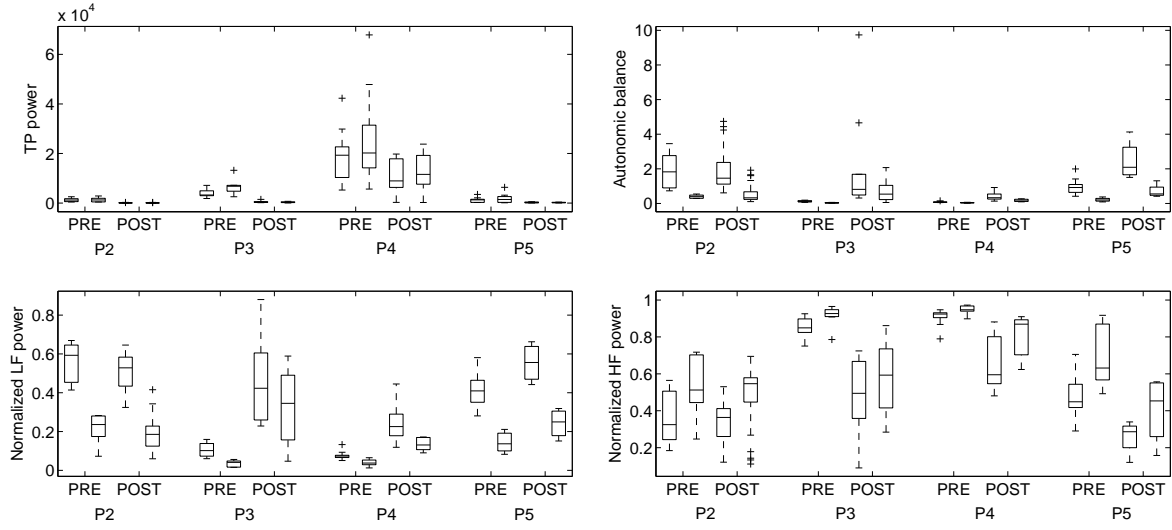 x 10⁴
6
4
2
0
TP power
PRE POST PRE POST PRE POST PRE POST
P2 P3 P4 P5
10
8
6
4
2
0
Autonomic balance
PRE POST PRE POST PRE POST PRE POST
P2 P3 P4 P5
0.8
0.6
0.4
0.2
0
Normalized LF power
PRE POST PRE POST PRE POST PRE POST
P2 P3 P4 P5
1
0.8
0.6
0.4
0.2
Normalized HF power
PRE POST PRE POST PRE POST PRE POST
P2 P3 P4 P5